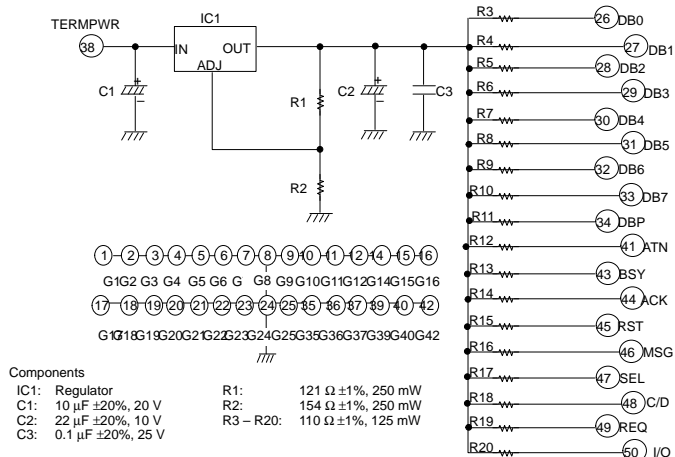 TERMPWR
38
IC1
IN OUT
ADJ
C1
+
−
R1
R2
C2
+
−
C3
R3 26 DB0
R4 27 DB1
R5 28 DB2
R6 29 DB3
R7 30 DB4
R8 31 DB5
R9 32 DB6
R10 33 DB7
R11 34 DBP
R12 41 ATN
R13 43 BSY
R14 44 ACK
R15 45 RST
R16 46 MSG
R17 47 SEL
R18 48 C/D
R19 49 REQ
R20 50 I/O
1 2 3 4 5 6 7 8 9 10 11 12 14 15 16
G1 G2 G3 G4 G5 G6 G G8 G9 G10 G11 G12 G14 G15 G16
17 18 19 20 21 22 23 24 25 35 36 37 39 40 42
G17 G18 G19 G20 G21 G22 G23 G24 G25 G35 G36 G37 G39 G40 G42
Components
IC1: Regulator
C1: 10 µF ±20%, 20 V
C2: 22 µF ±20%, 10 V
C3: 0.1 µF ±20%, 25 V
R1: 121 Ω ±1%, 250 mW
R2: 154 Ω ±1%, 250 mW
R3 – R20: 110 Ω ±1%, 125 mW